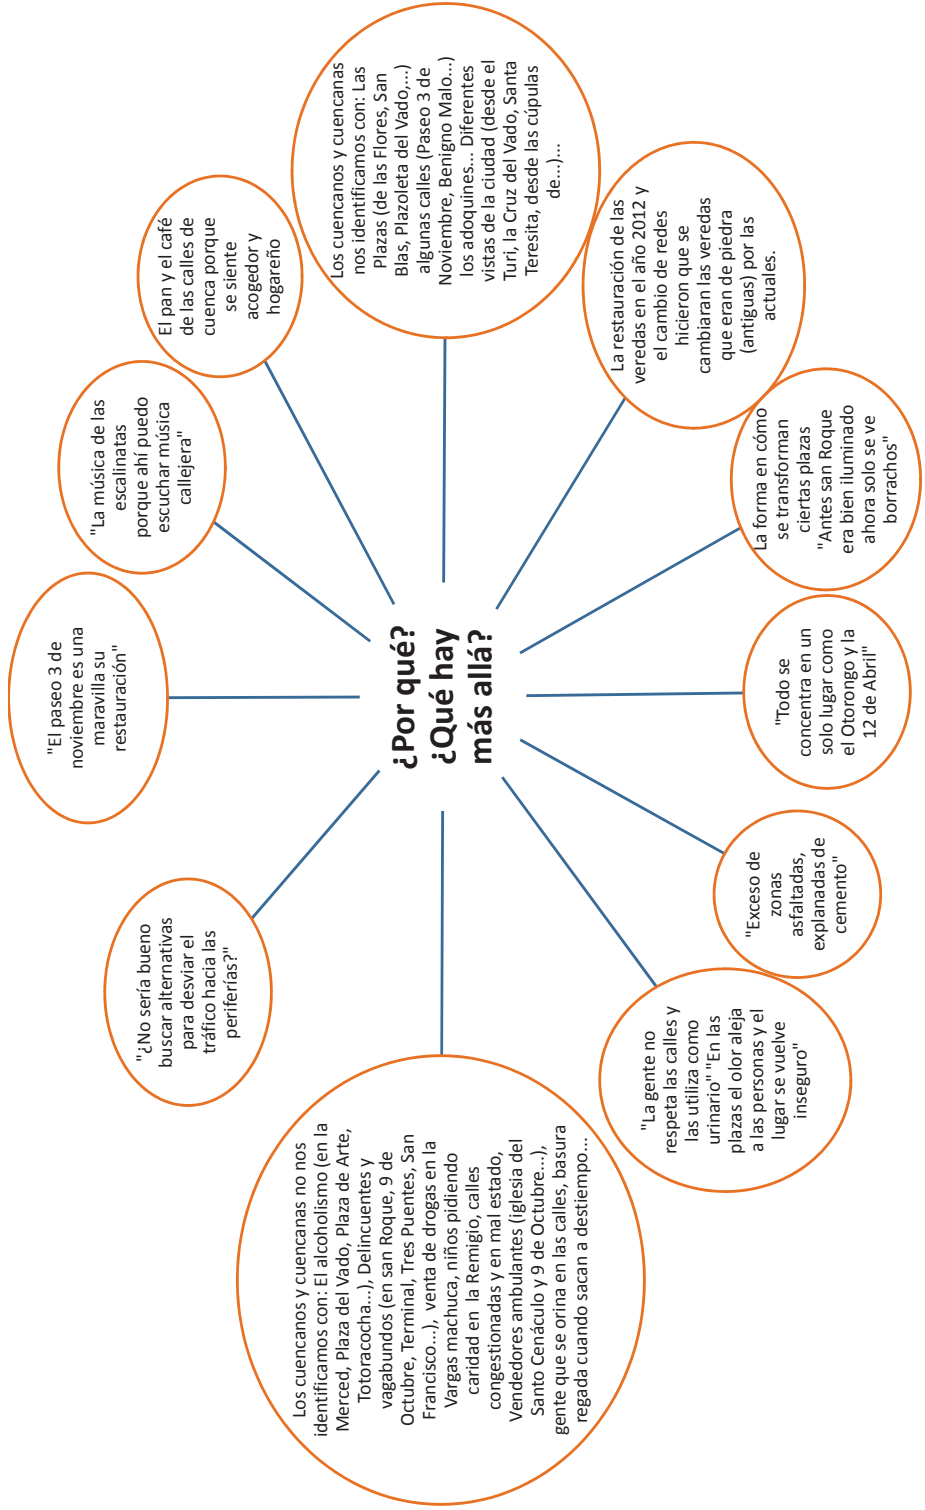 ¿Por qué?
¿Qué hay
más allá?
"El paseo 3 de
noviembre es una
maravilla su
restauración"
"La música de las
escalinatas
porque ahí puedo
escuchar música
callejera"
El pan y el café
de las calles de
cuenca porque
se siente
acogedor y
hogareño
Los cuencanos y cuencanas
nos identificamos con: Las
Plazas (de las Flores, San
Blas, Plazoleta del Vado,...)
algunas calles (Paseo 3 de
Noviembre, Benigno Malo...)
los adoquines... Diferentes
vistas de la ciudad (desde el
Turi, la Cruz del Vado, Santa
Teresita, desde las cúpulas
de...)...
La restauración de las
veredas en el año 2012 y
el cambio de redes
hicieron que se
cambiaran las veredas
que eran de piedra
(antiguas) por las
actuales.
La forma en cómo
se transforman
ciertas plazas
"Antes san Roque
era bien iluminado
ahora solo se ve
borrachos"
"Todo se
concentra en un
solo lugar como
el Otorongo y la
12 de Abril"
"Exceso de
zonas
asfaltadas,
explanadas de
cemento"
"La gente no
respeta las calles y
las utiliza como
urinario" "En las
plazas el olor aleja
a las personas y el
lugar se vuelve
inseguro"
Los cuencanos y cuencanas no nos
identificamos con: El alcoholismo (en la
Merced, Plaza del Vado, Plaza de Arte,
Totoracocha...), Delincuentes y
vagabundos (en san Roque, 9 de
Octubre, Terminal, Tres Puentes, San
Francisco...), venta de drogas en la
Vargas machuca, niños pidiendo
caridad en la Remigio, calles
congestionadas y en mal estado,
Vendedores ambulantes (iglesia del
Santo Cenáculo y 9 de Octubre...),
gente que se orina en las calles, basura
regada cuando sacan a destiempo...
"¿No sería bueno
buscar alternativas
para desviar el
tráfico hacia las
periferías?"